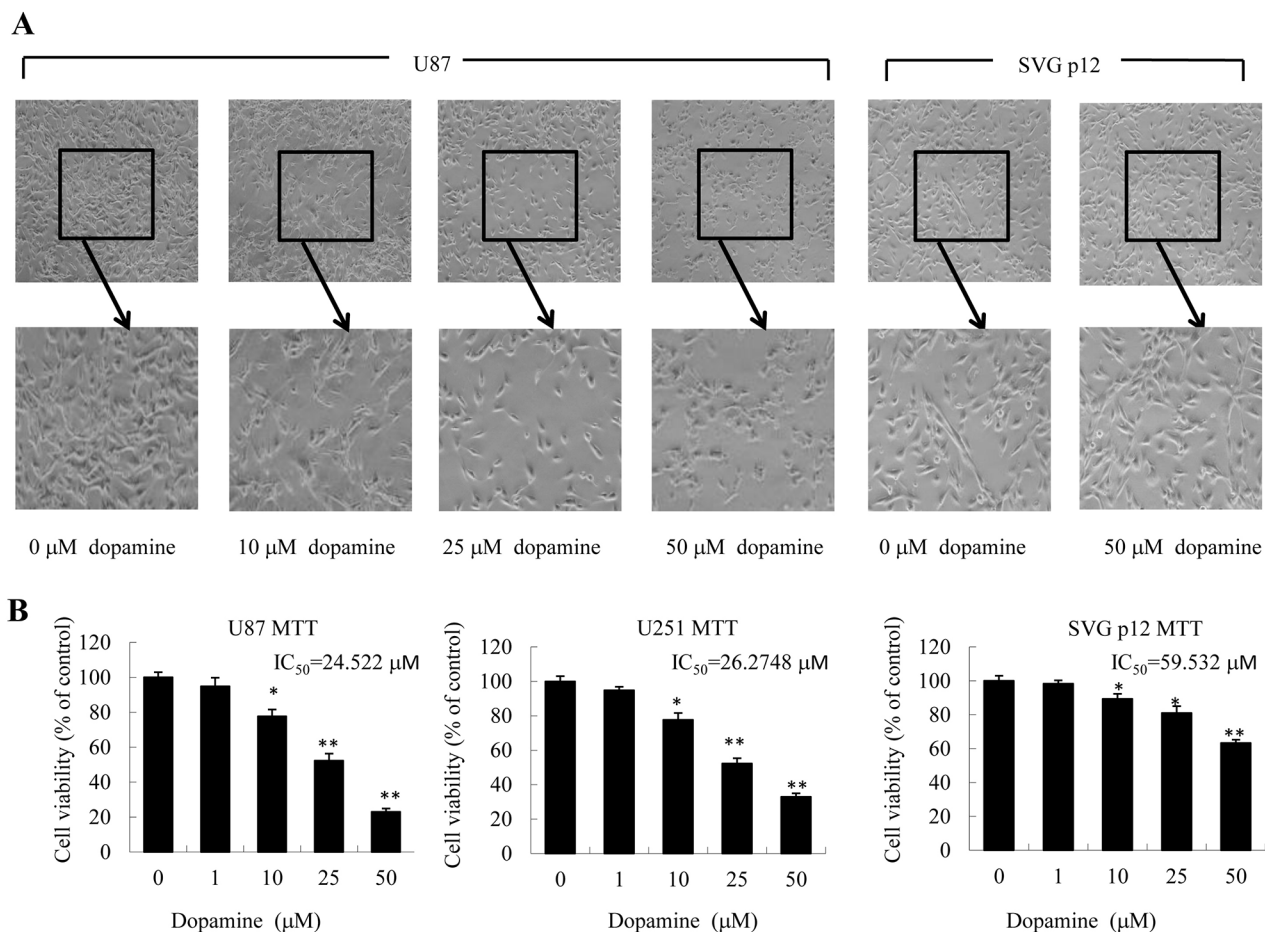 A
U87
SVG p12
0 μM dopamine
10 μM dopamine
25 μM dopamine
50 μM dopamine
0 μM dopamine
50 μM dopamine
B
U87 MTT
IC50=24.522 μM
Cell viability (% of control)
120
100
80
60
40
20
0
*
**
**
0 1 10 25 50
Dopamine (μM)
U251 MTT
IC50=26.2748 μM
Cell viability (% of control)
120
100
80
60
40
20
0
*
**
**
0 1 10 25 50
Dopamine (μM)
SVG p12 MTT
IC50=59.532 μM
Cell viability (% of control)
120
100
80
60
40
20
0
*
*
**
0 1 10 25 50
Dopamine (μM)